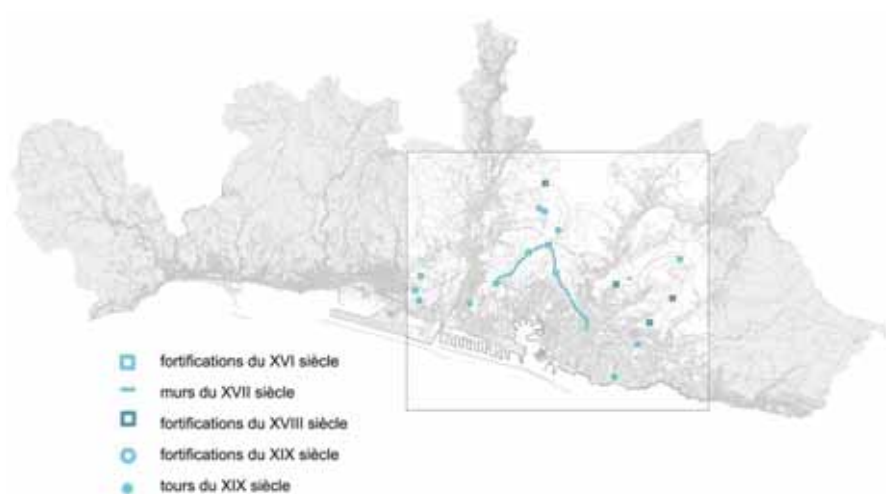 fortifications du XVI siècle
murs du XVII siècle
fortifications du XVIII siècle
fortifications du XIX siècle
tours du XIX siècle